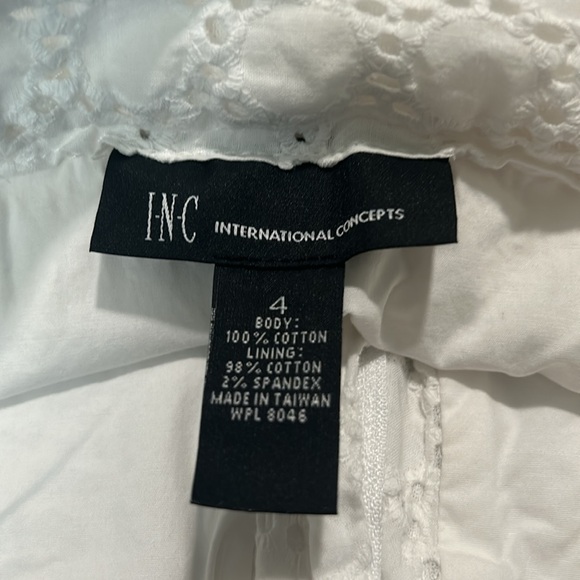 I·N·C INTERNATIONAL CONCEPTS
4
BODY:
100% COTTON
LINING:
98% COTTON
2% SPANDEX
MADE IN TAIWAN
WPL 8046